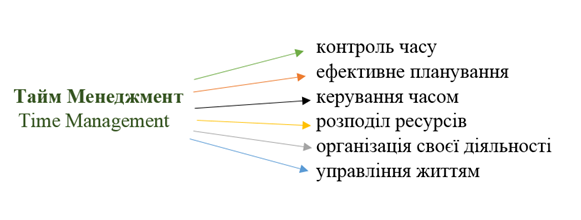 Тайм Менеджмент
Time Management
контроль часу
ефективне планування
керування часом
розподіл ресурсів
організація своєї діяльності
управління життям